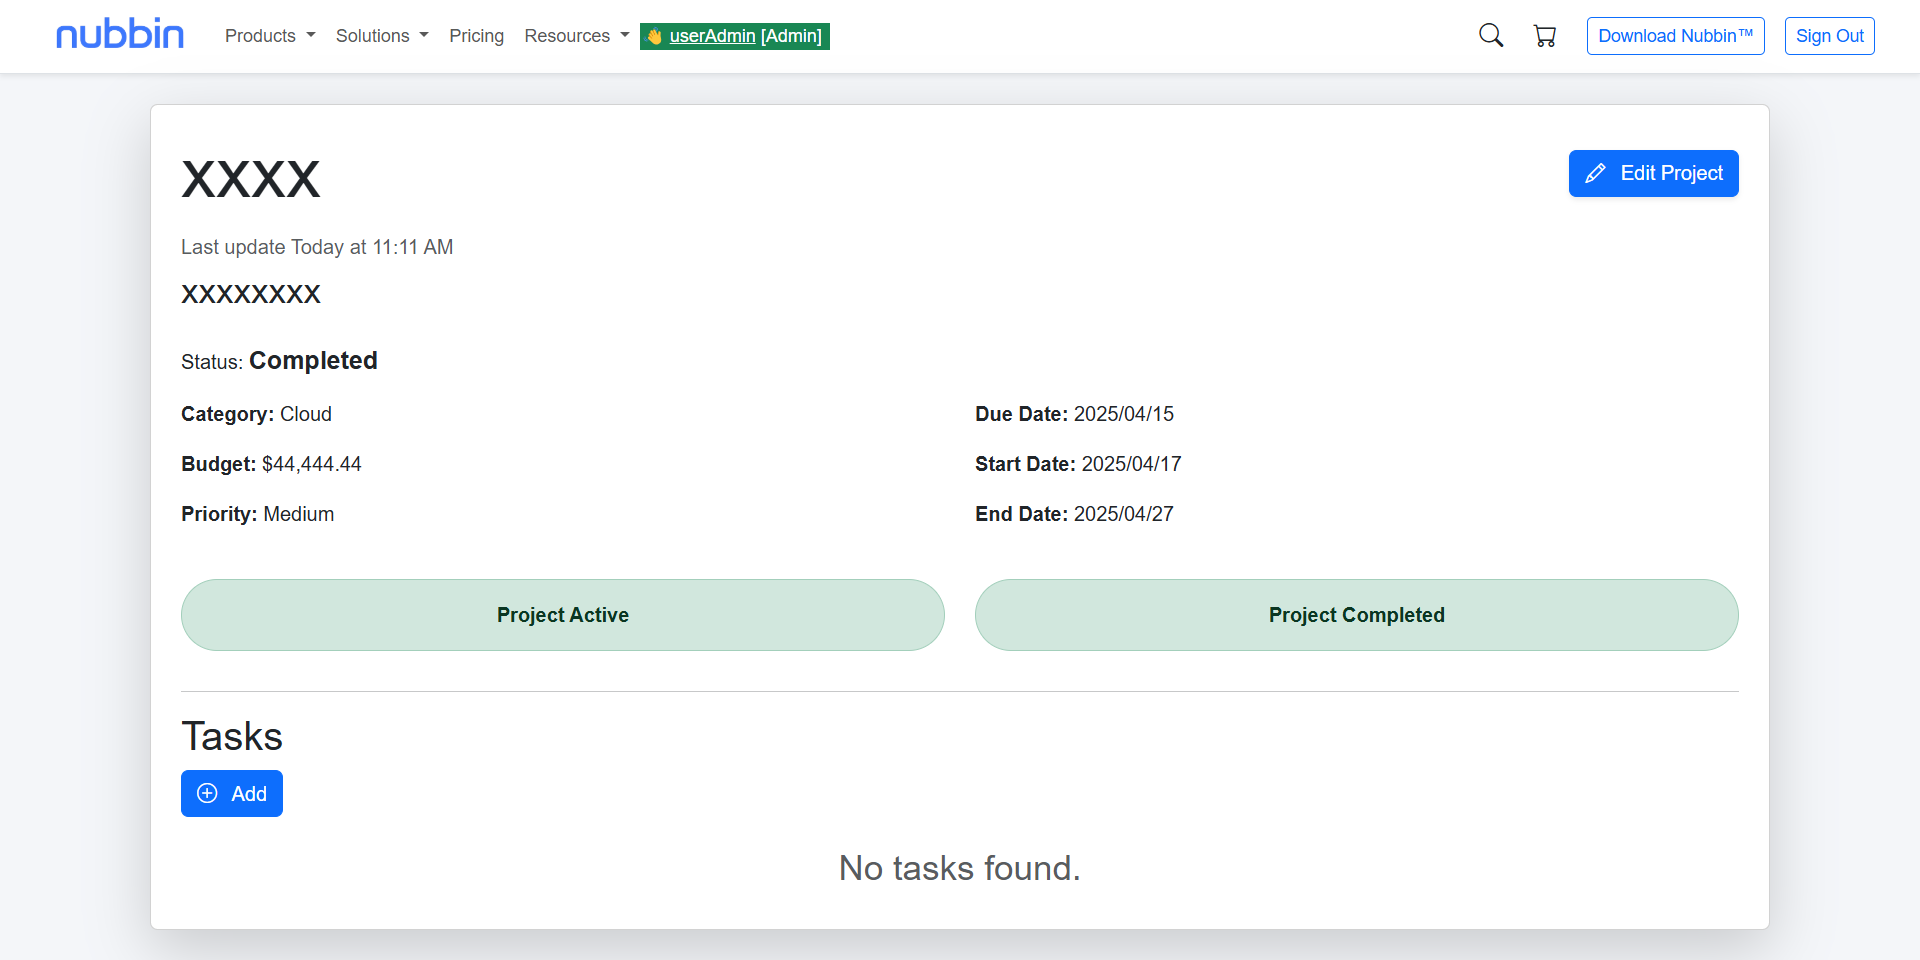 nubbin Products Solutions Pricing Resources 👋 userAdmin [Admin] Download Nubbin™ Sign Out
XXXX
Edit Project
Last update Today at 11:11 AM
XXXXXXXX
Status: Completed
Category: Cloud
Due Date: 2025/04/15
Budget: $44,444.44
Start Date: 2025/04/17
Priority: Medium
End Date: 2025/04/27
Project Active
Project Completed
Tasks
Add
No tasks found.